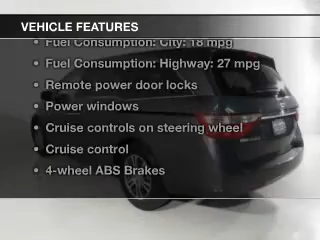 VEHICLE FEATURES
• Fuel Consumption: City: 18 mpg
• Fuel Consumption: Highway: 27 mpg
• Remote power door locks
• Power windows
• Cruise controls on steering wheel
• Cruise control
• 4-wheel ABS Brakes